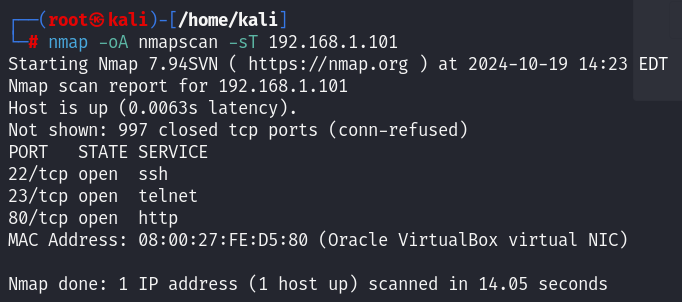 ┌──(root㉿kali)-[/home/kali]
└─# nmap -oA nmapscan -sT 192.168.1.101
Starting Nmap 7.94SVN ( https://nmap.org ) at 2024-10-19 14:23 EDT
Nmap scan report for 192.168.1.101
Host is up (0.0063s latency).
Not shown: 997 closed tcp ports (conn-refused)
PORT   STATE SERVICE
22/tcp open  ssh
23/tcp open  telnet
80/tcp open  http
MAC Address: 08:00:27:FE:D5:80 (Oracle VirtualBox virtual NIC)
Nmap done: 1 IP address (1 host up) scanned in 14.05 seconds